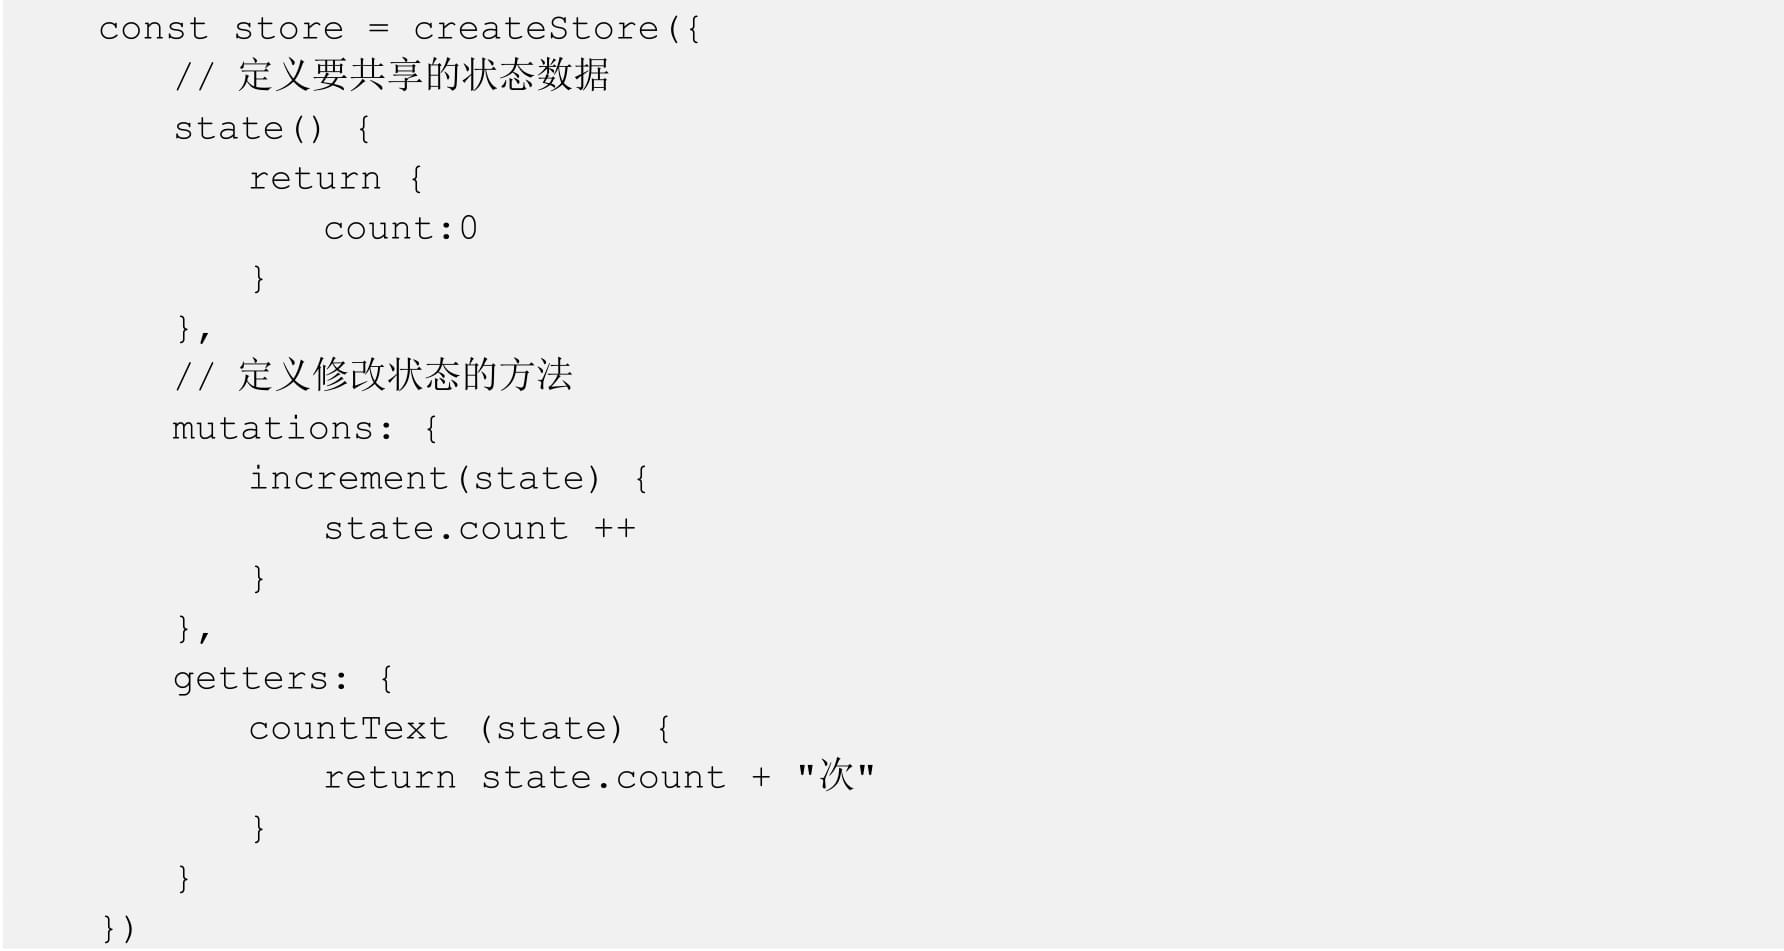 const store = createStore({
// 定义要共享的状态数据
state() {
return {
count:0
}
},
// 定义修改状态的方法
mutations: {
increment(state) {
state.count ++
}
},
getters: {
countText (state) {
return state.count + "次"
}
}
})